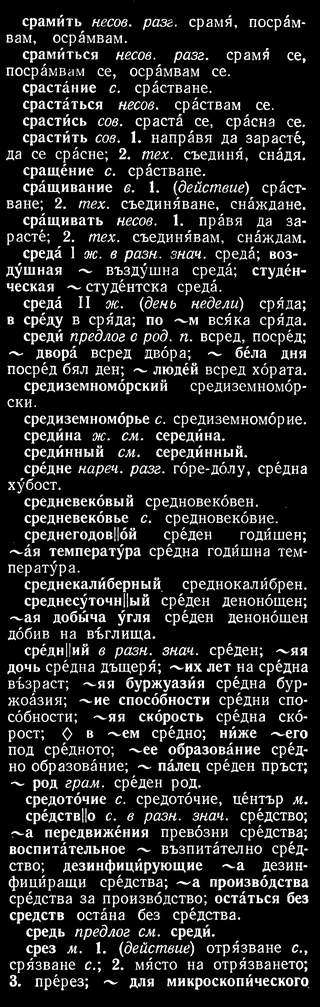 срами́ть несов. разг. срамя́, посра́м-
вам, осра́мвам.
срами́ться несов. разг. срамя́ се,
посра́мвам се, осра́мвам се.
сраста́ние с. сра́стване.
сраста́ться несов. сра́ствам се.
срасти́сь сов. сраста́ се, сра́сна се.
срасти́ть сов. 1. напра́вя да зарасте́,
да се сра́сне; 2. тех. съединя́, сна́дя.
сраще́ние с. сра́стване.
сра́щивание с. 1. (действие) сра́ст-
ване; 2. тех. съединя́ване, сна́ждане.
сра́щивать несов. 1. пра́вя да за-
расте́; 2. тех. съединя́вам, сна́ждам.
среда́ I ж. в разн. знач. среда́; воз-
ду́шная ~ възду́шна среда́; студе́н-
ческая ~ студе́нтска среда́.
среда́ II ж. (день недели) сря́да;
в сре́ду в сря́да; по ~м вся́ка сря́да.
среди́ предлог с род. п. всред, посре́д;
~ двора́ всред дво́ра; ~ бе́ла дня
посре́д бял ден; ~ люде́й всред хо́рата.
средиземномо́рский средиземномо́р-
ски.
средиземномо́рье с. средиземномо́рие.
среди́на ж. см. середи́на.
среди́нный см. середи́нный.
сре́дне нареч. разг. го́ре-до́лу, сре́дна
ху́бост.
средневеко́вый средновеко́вен.
средневеко́вье с. средновеко́вие.
среднегодов||о́й сре́ден годи́шен;
~а́я температу́ра сре́дна годи́шна тем-
перату́ра.
среднекали́берный среднокали́брен.
среднесу́точн||ый сре́ден деноно́щен;
~ая добы́ча у́гля сре́ден деноно́щен
до́бив на въ́глища.
сре́дн||ий в разн. знач. сре́ден; ~яя
дочь сре́дна дъщеря́; ~их лет на сре́дна
въ́зраст; ~яя буржуази́я сре́дна бур-
жоа́зия; ~ие спосо́бности сре́дни спо-
со́бности; ~яя ско́рость сре́дна ско́-
рост; ◊ в ~ем сре́дно; ни́же ~его
под сре́дното; ~ее образова́ние сре́д-
но образова́ние; ~ па́лец сре́ден пръст;
~ род грам. сре́ден род.
средото́чие с. средото́чие, це́нтър м.
сре́дств||о с. в разн. знач. сре́дство;
~а передвиже́ния прево́зни сре́дства;
воспита́тельное ~ възпита́телно сре́д-
ство; дезинфици́рующие ~а дезин-
фици́ращи сре́дства; ~а произво́дства
сре́дства за произво́дство; оста́ться без
средств оста́на без сре́дства.
средь предлог см. среди́.
срез м. 1. (действие) отря́зване с.,
сря́зване с.; 2. мя́сто на отря́зването;
3. пре́рез; ~ для микроскопи́ческого